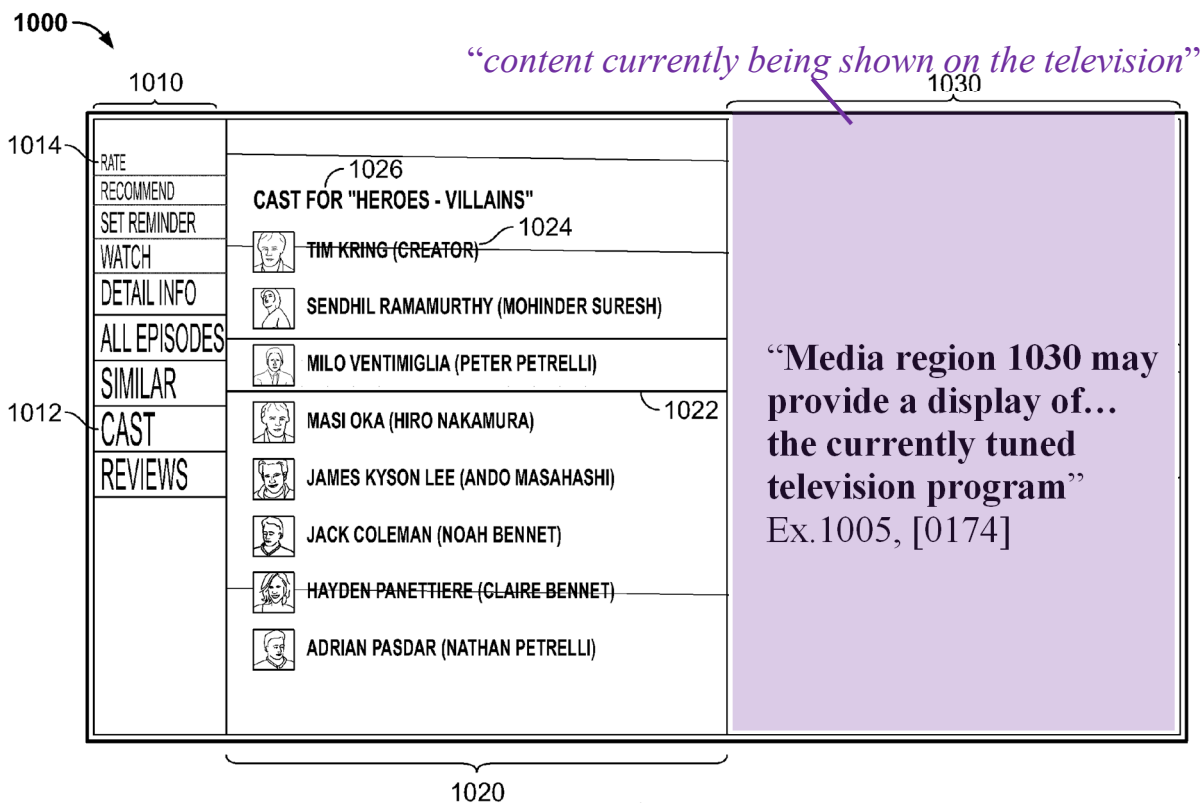 1000
“content currently being shown on the television”
1010
1030
1014
RATE
RECOMMEND
SET REMINDER
WATCH
DETAIL INFO
ALL EPISODES
SIMILAR
1012
CAST
REVIEWS
1026
CAST FOR "HEROES - VILLAINS"
1024
TIM KRING (CREATOR)
SENDHIL RAMAMURTHY (MOHINDER SURESH)
MILO VENTIMIGLIA (PETER PETRELLI)
1022
MASI OKA (HIRO NAKAMURA)
JAMES KYSON LEE (ANDO MASAHASHI)
JACK COLEMAN (NOAH BENNET)
HAYDEN PANETTIERE (CLAIRE BENNET)
ADRIAN PASDAR (NATHAN PETRELLI)
“Media region 1030 may
provide a display of…
the currently tuned
television program”
Ex.1005, [0174]
1020